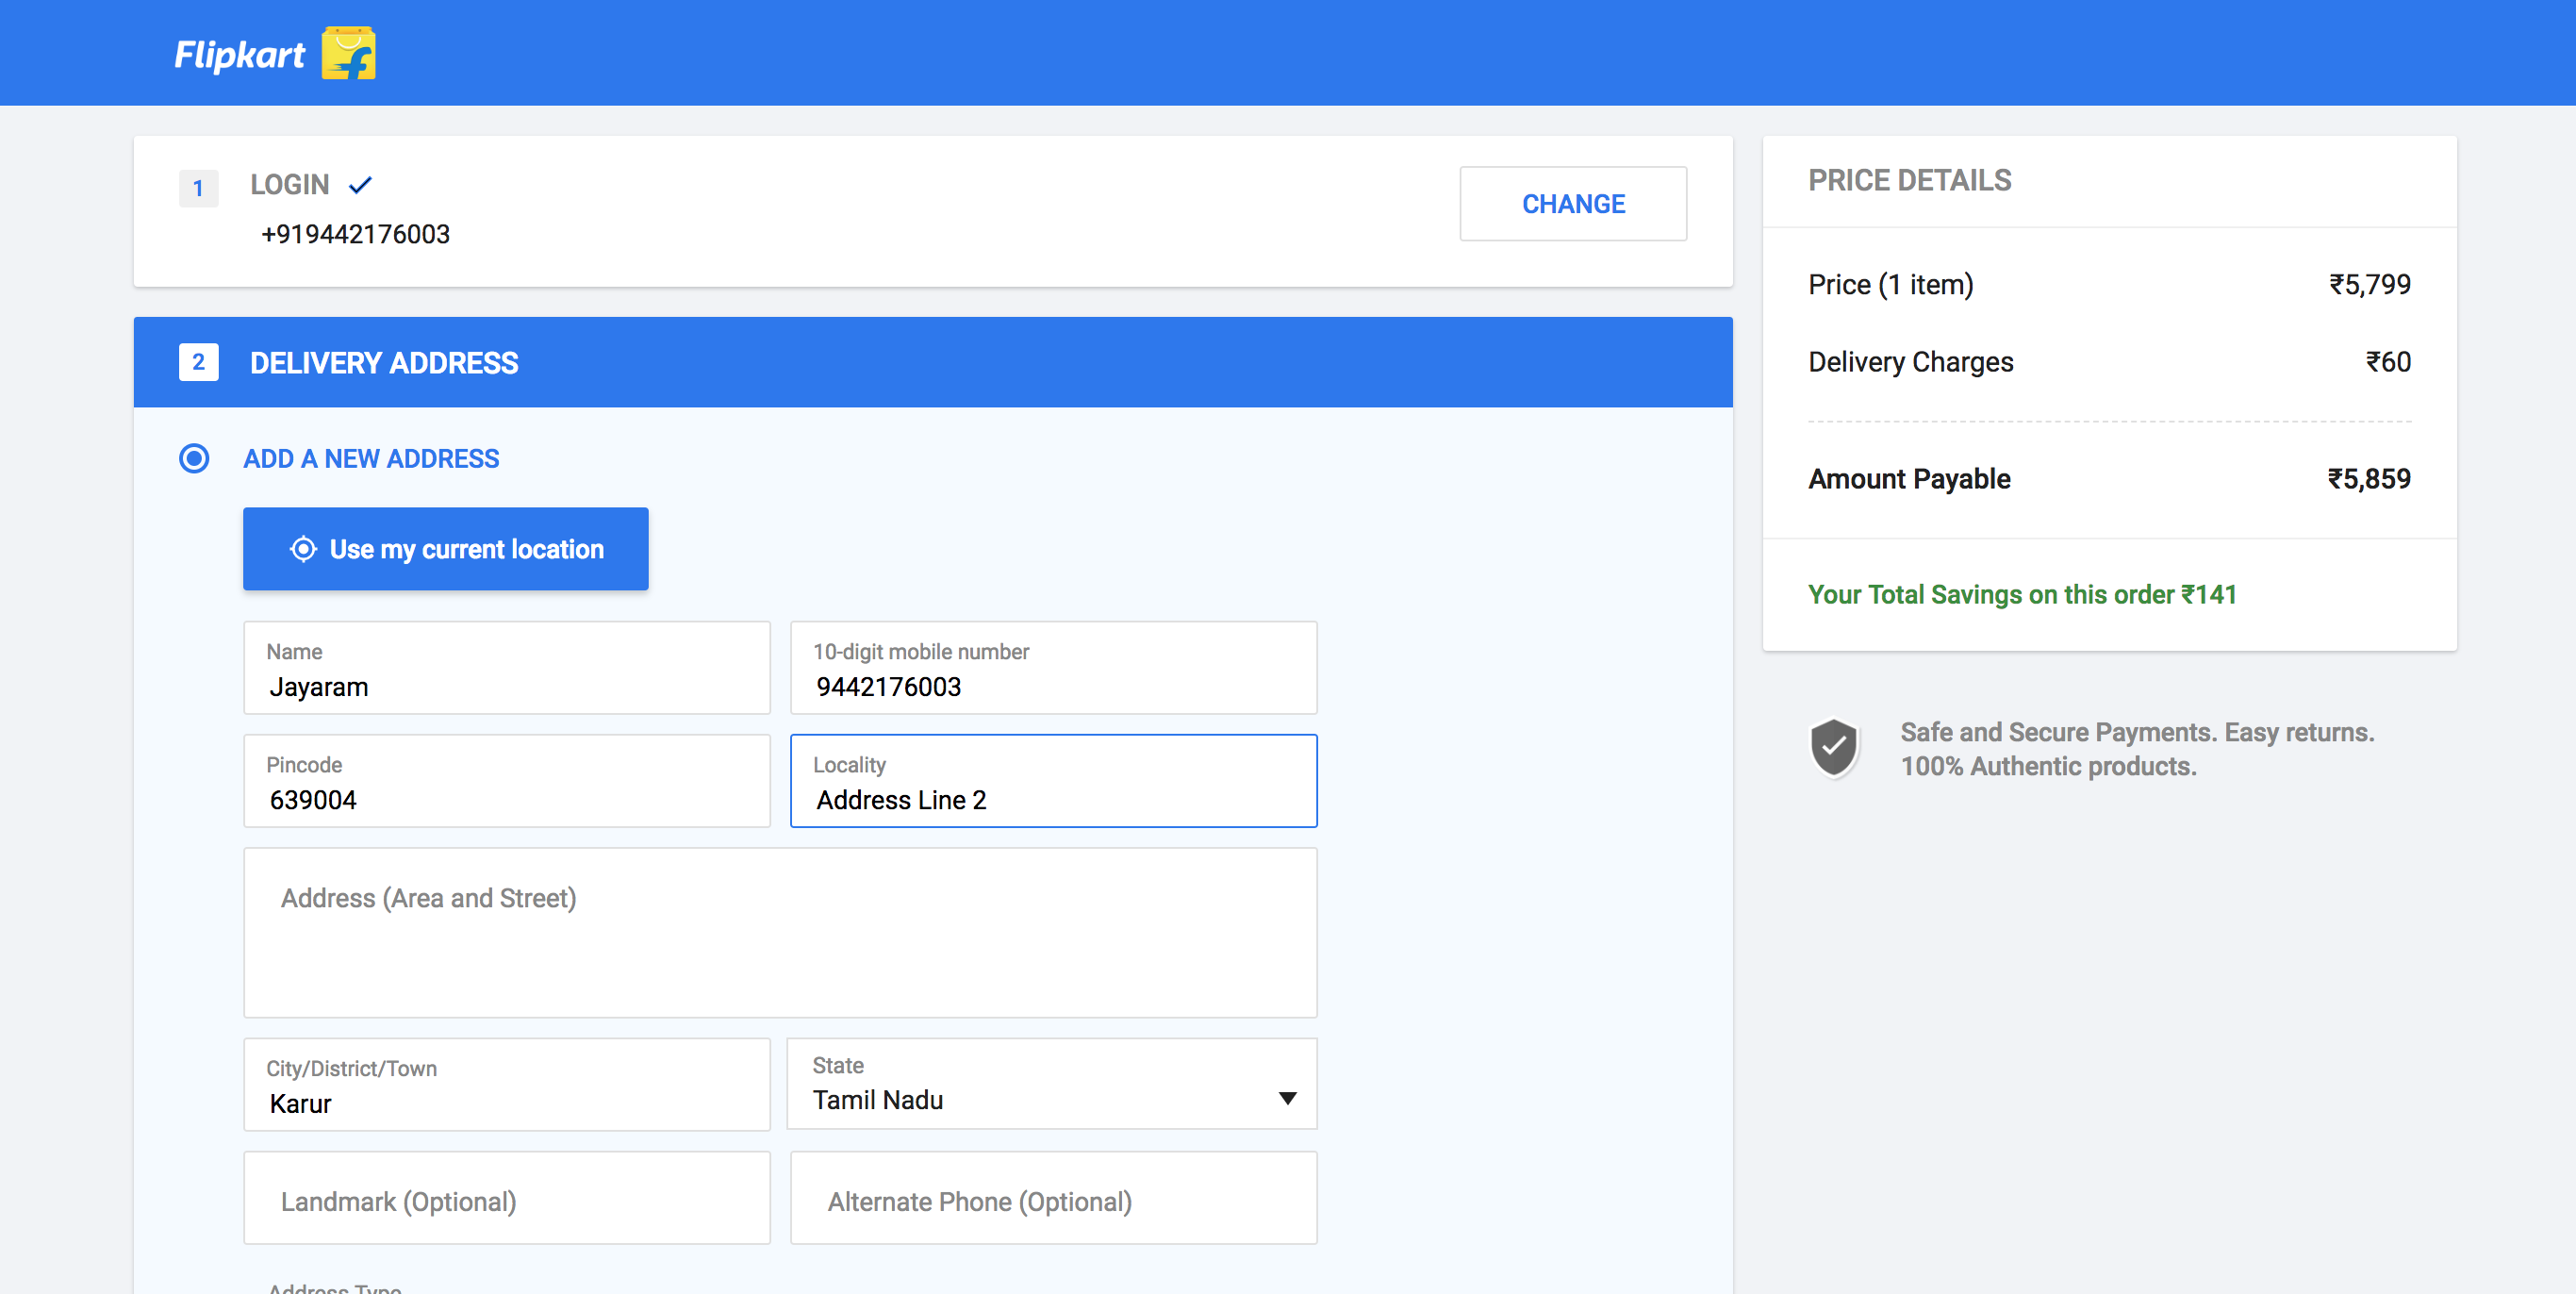 Flipkart
1 LOGIN
+919442176003
CHANGE
2 DELIVERY ADDRESS
ADD A NEW ADDRESS
Use my current location
Name
Jayaram
10-digit mobile number
9442176003
Pincode
639004
Locality
Address Line 2
Address (Area and Street)
City/District/Town
Karur
State
Tamil Nadu
Landmark (Optional)
Alternate Phone (Optional)
Address Type
PRICE DETAILS
Price (1 item) ₹5,799
Delivery Charges ₹60
Amount Payable ₹5,859
Your Total Savings on this order ₹141
Safe and Secure Payments. Easy returns.
100% Authentic products.